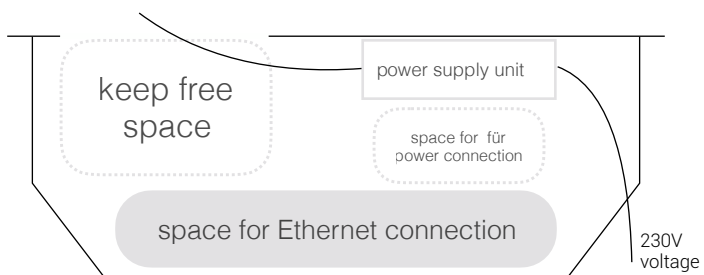 keep free
space
power supply unit
space for für
power connection
space for Ethernet connection
230V
voltage